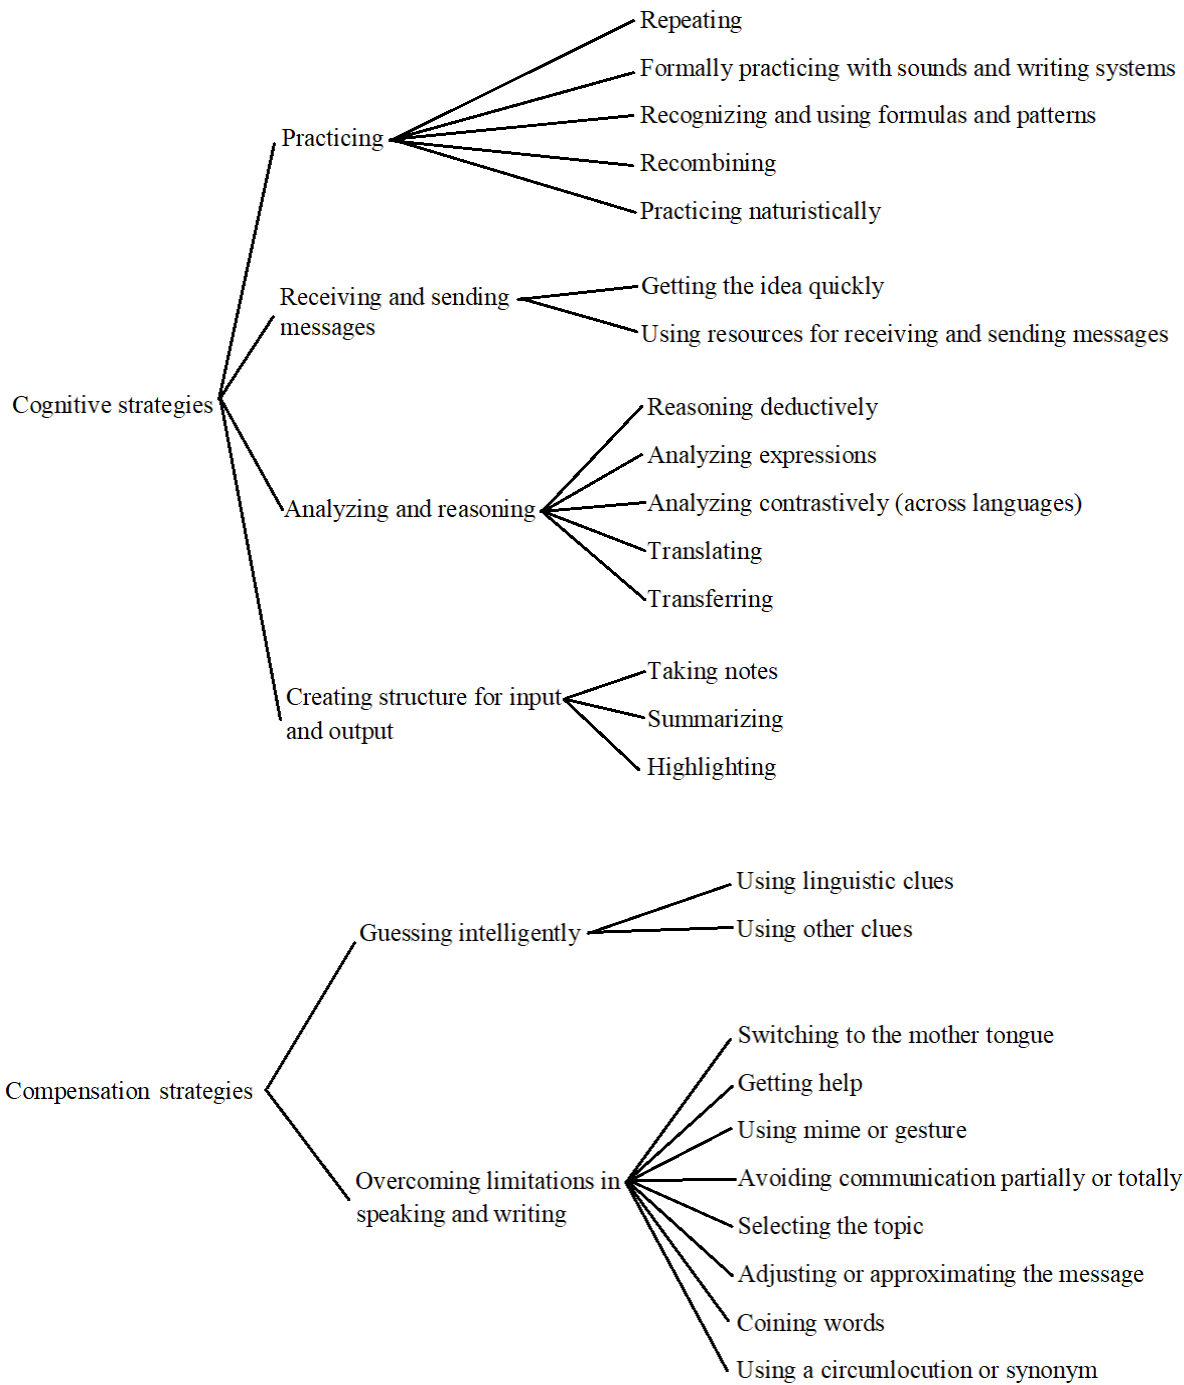 Cognitive strategies
Practicing
Repeating
Formally practicing with sounds and writing systems
Recognizing and using formulas and patterns
Recombining
Practicing naturistically
Receiving and sending
messages
Getting the idea quickly
Using resources for receiving and sending messages
Analyzing and reasoning
Reasoning deductively
Analyzing expressions
Analyzing contrastively (across languages)
Translating
Transferring
Creating structure for input
and output
Taking notes
Summarizing
Highlighting
Compensation strategies
Guessing intelligently
Using linguistic clues
Using other clues
Overcoming limitations in
speaking and writing
Switching to the mother tongue
Getting help
Using mime or gesture
Avoiding communication partially or totally
Selecting the topic
Adjusting or approximating the message
Coining words
Using a circumlocution or synonym